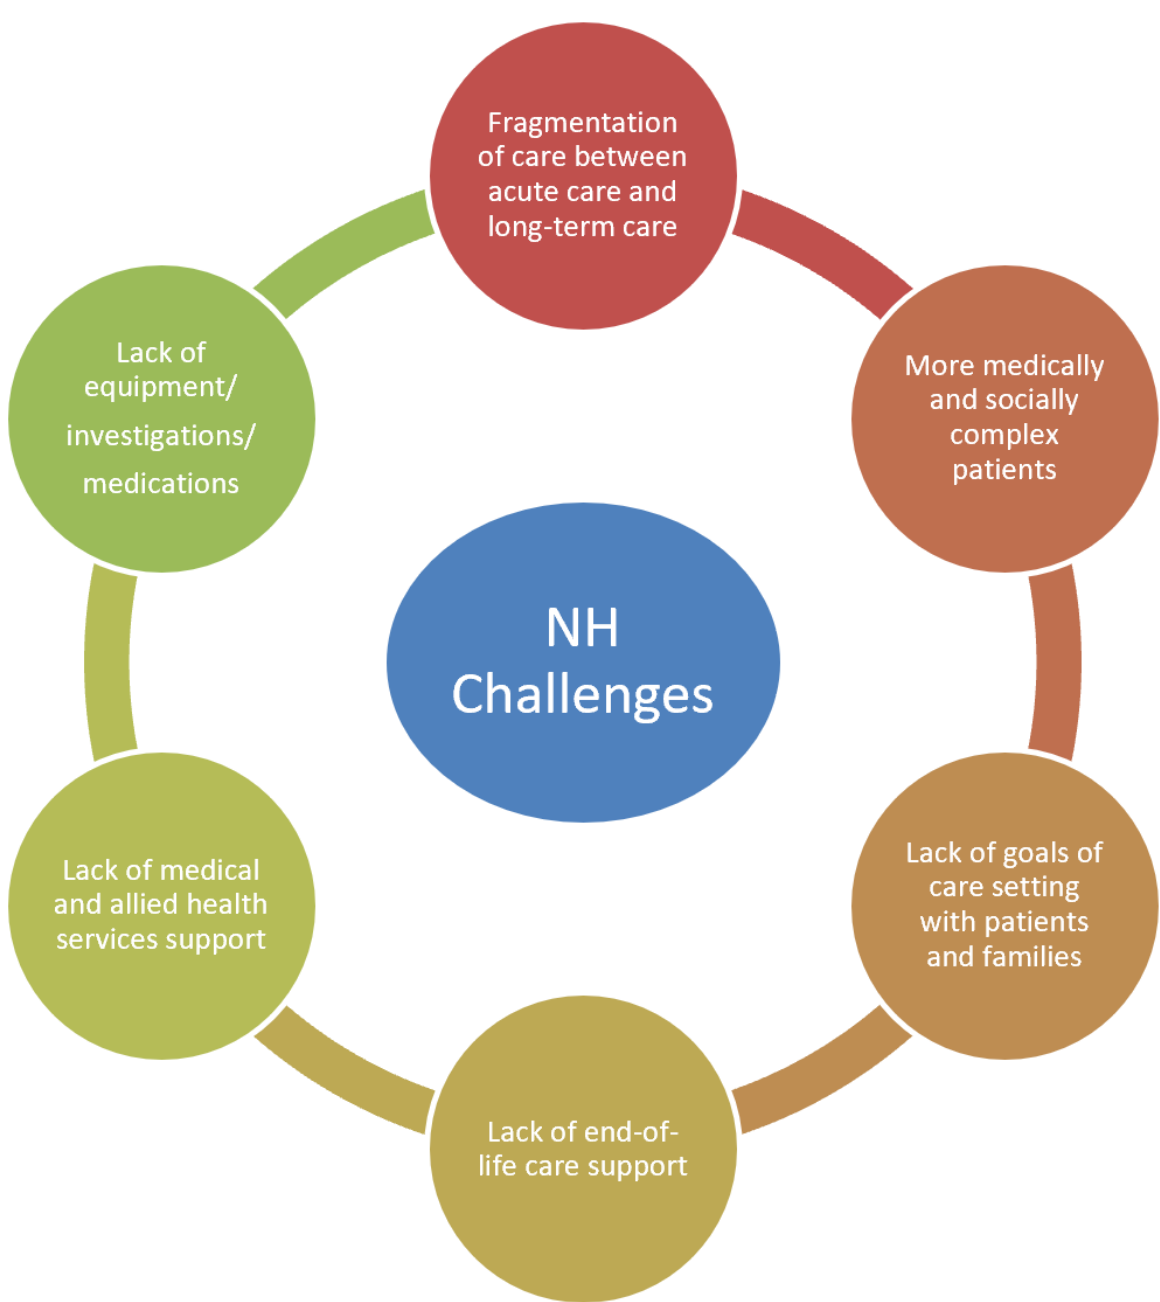 Fragmentation
of care between
acute care and
long-term care
More medically
and socially
complex
patients
Lack of goals of
care setting
with patients
and families
Lack of end-of-
life care support
Lack of medical
and allied health
services support
Lack of
equipment/
investigations/
medications
NH
Challenges